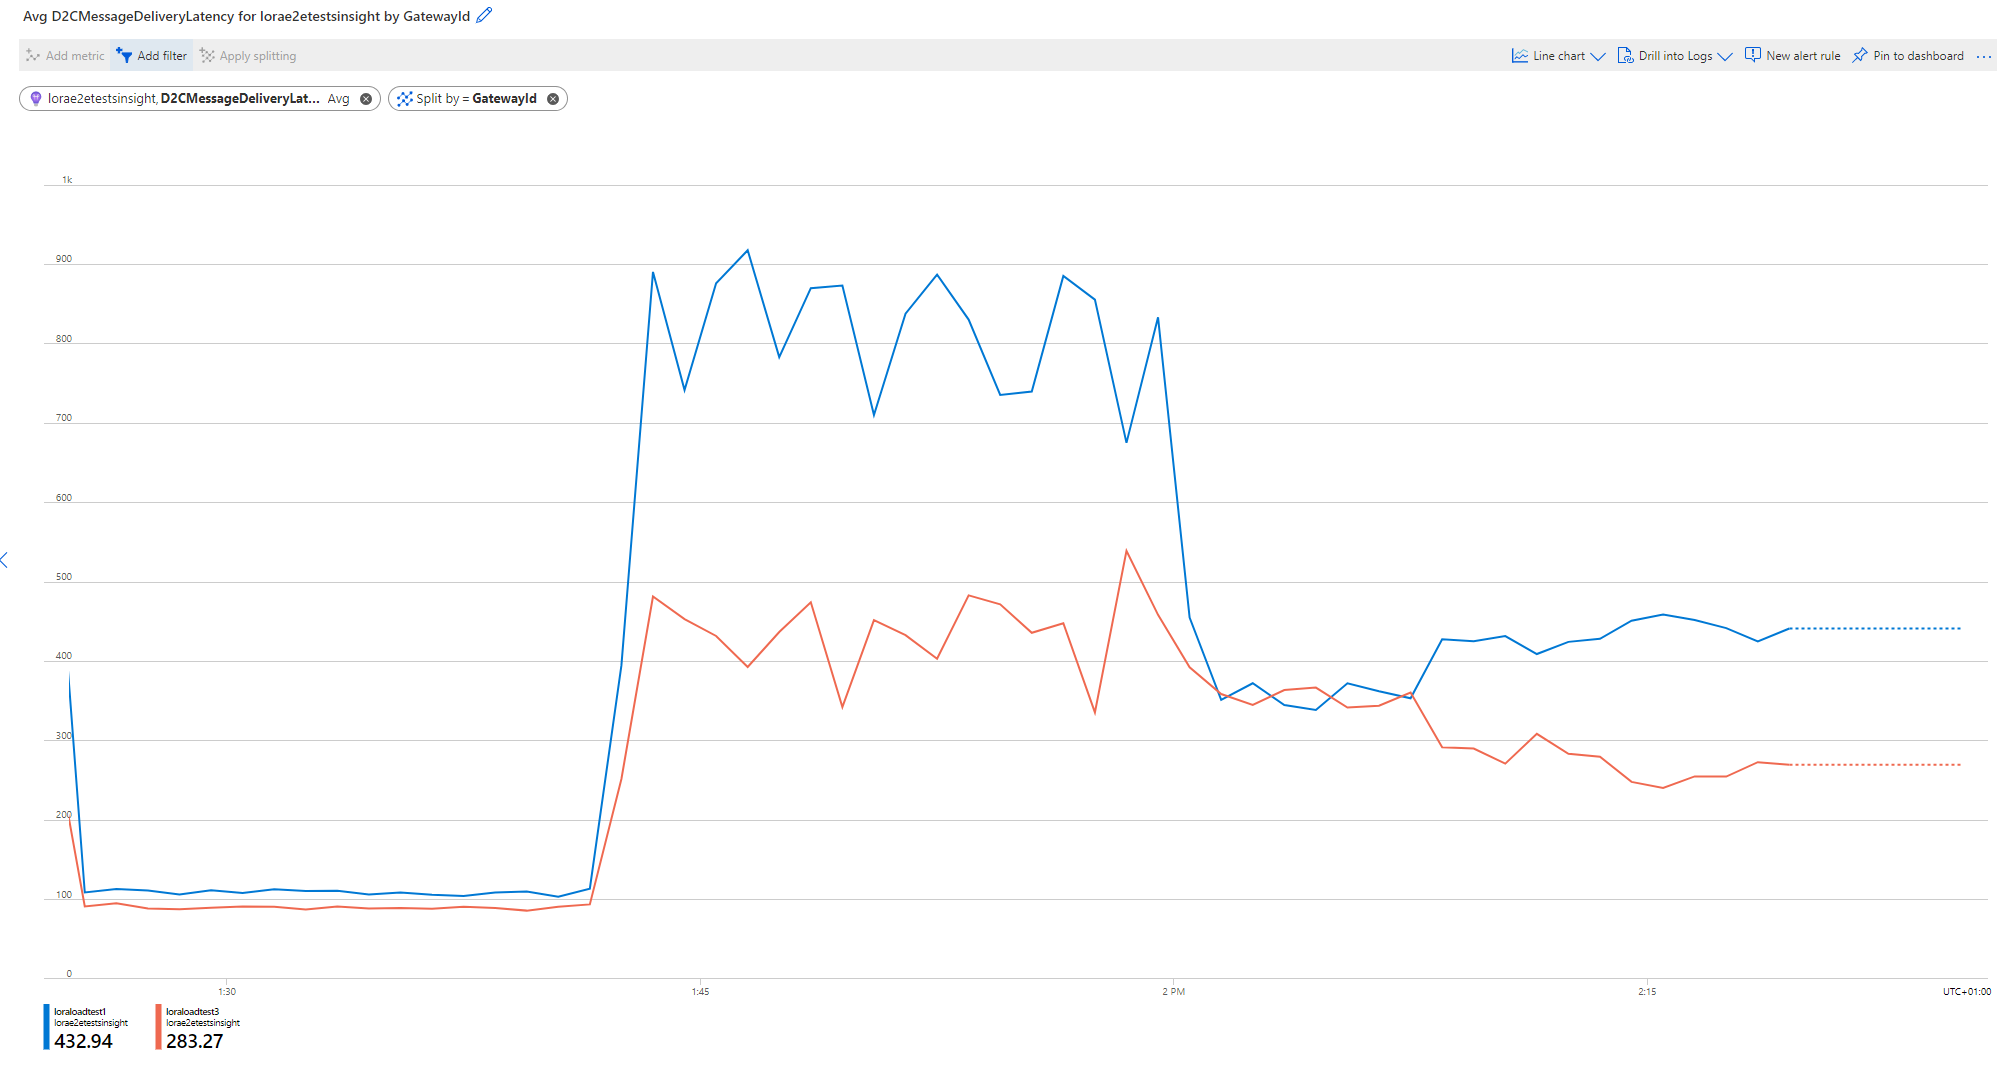 Avg D2CMessageDeliveryLatency for lorae2etestsinsight by GatewayId
Add metric Add filter Apply splitting Line chart Drill into Logs New alert rule Pin to dashboard ...
lorae2etestsinsight, D2CMessageDeliveryLat... Avg Split by = GatewayId
1k
900
800
700
600
500
400
300
200
100
0
1:30 1:45 2 PM 2:15 UTC+01:00
loraloadtest1
lorae2etestsinsight
432.94
loraloadtest3
lorae2etestsinsight
283.27